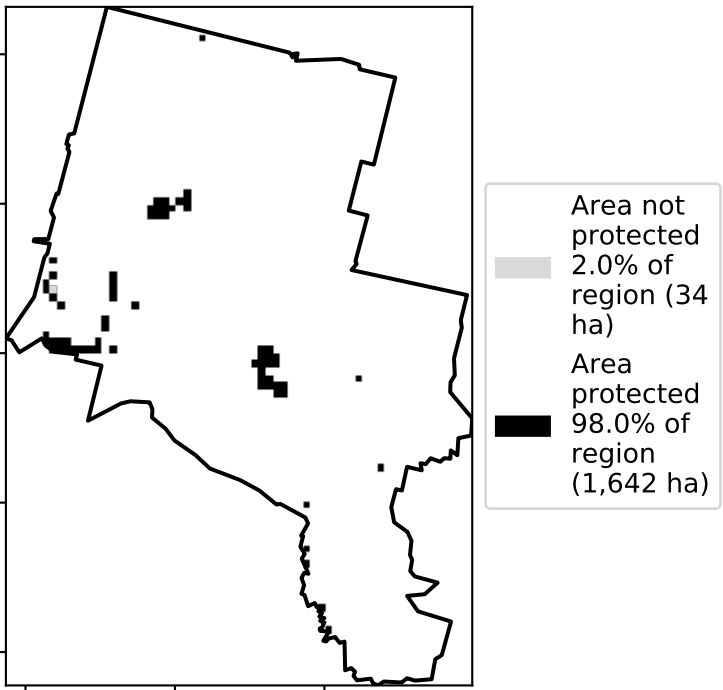 Area not
protected
2.0% of
region (34
ha)
Area
protected
98.0% of
region
(1,642 ha)